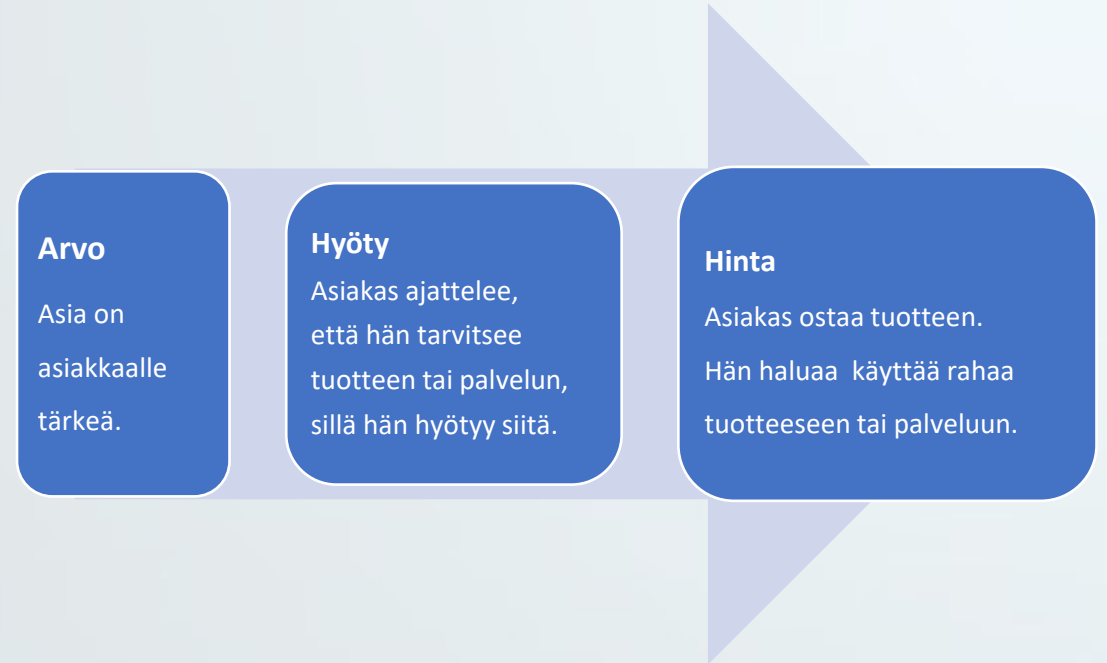 Arvo
Asia on
asiakkaalle
tärkeä.
Hyöty
Asiakas ajattelee,
että hän tarvitsee
tuotteen tai palvelun,
sillä hän hyötyy siitä.
Hinta
Asiakas ostaa tuotteen.
Hän haluaa  käyttää rahaa
tuotteeseen tai palveluun.